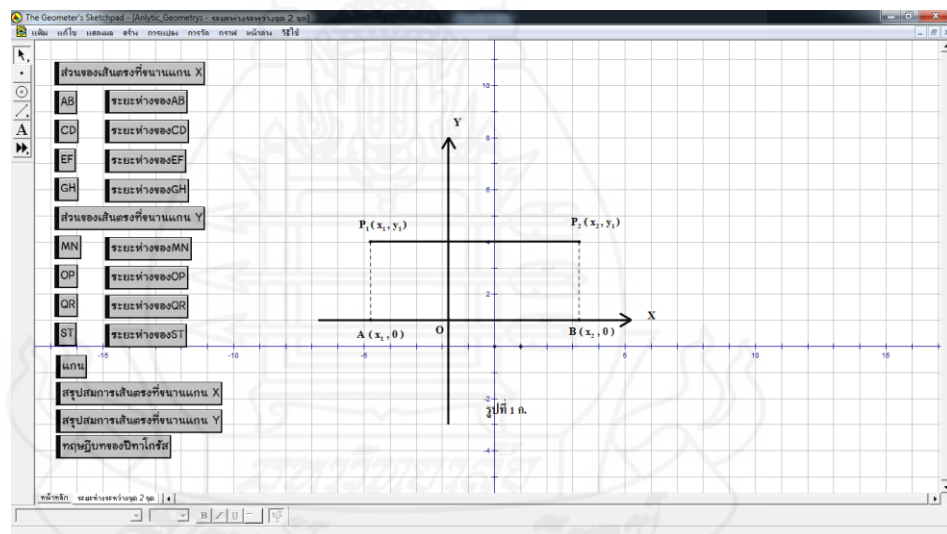 The Geometer's Sketchpad - [Anlytic_Geometrys - ระยะห่างระหว่างจุด 2 จุด]
แฟ้ม แก้ไข แสดงผล สร้าง การแปลง การวัด กราฟ หน้าต่าง วิธีใช้
ส่วนของเส้นตรงที่ขนานแกน X
AB ระยะห่างของAB
CD ระยะห่างของCD
EF ระยะห่างของEF
GH ระยะห่างของGH
ส่วนของเส้นตรงที่ขนานแกน Y
MN ระยะห่างของMN
OP ระยะห่างของOP
QR ระยะห่างของQR
ST ระยะห่างของST
แกน
สรุปสมการเส้นตรงที่ขนานแกน X
สรุปสมการเส้นตรงที่ขนานแกน Y
ทฤษฎีบทของปีทาโกรัส
10
Y
8
6
P₁(x₁, y₁) P₂(x₂, y₁)
4
2
X
A (x₁, 0) O B (x₂, 0)
-15 -10 -5 5 10 15
-2
รูปที่ 1 ก.
-4
มหาวิทยาลัย
หน้าหลัก ระยะห่างระหว่างจุด 2 จุด
B I U
A